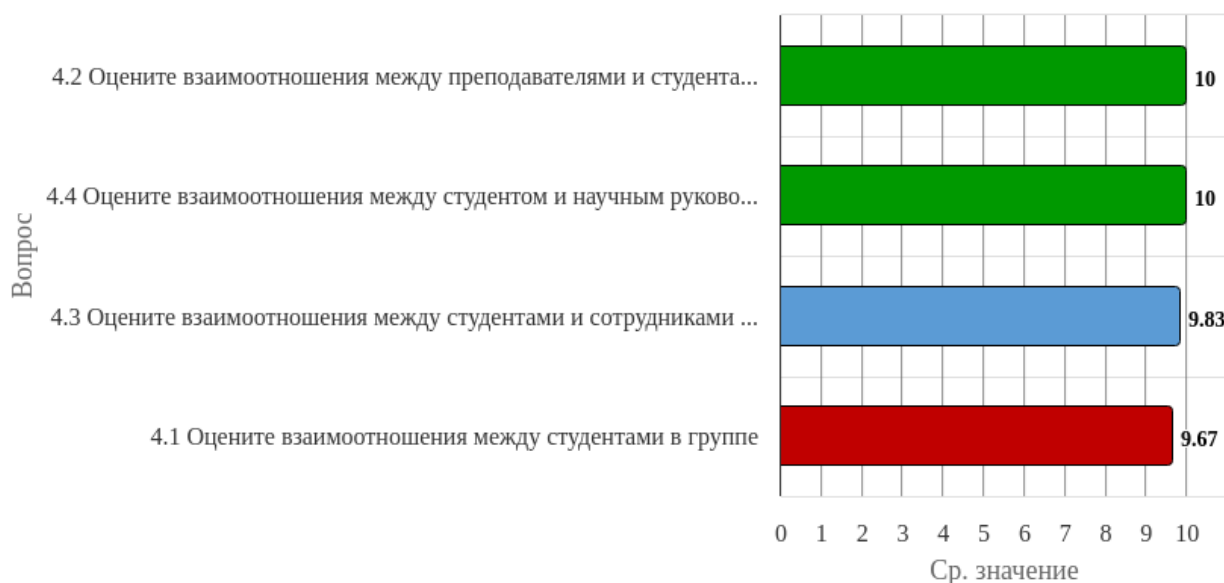 4.2 Оцените взаимоотношения между преподавателями и студента...
10
4.4 Оцените взаимоотношения между студентом и научным руково...
10
4.3 Оцените взаимоотношения между студентами и сотрудниками ...
9.83
4.1 Оцените взаимоотношения между студентами в группе
9.67
Вопрос
0 1 2 3 4 5 6 7 8 9 10
Ср. значение